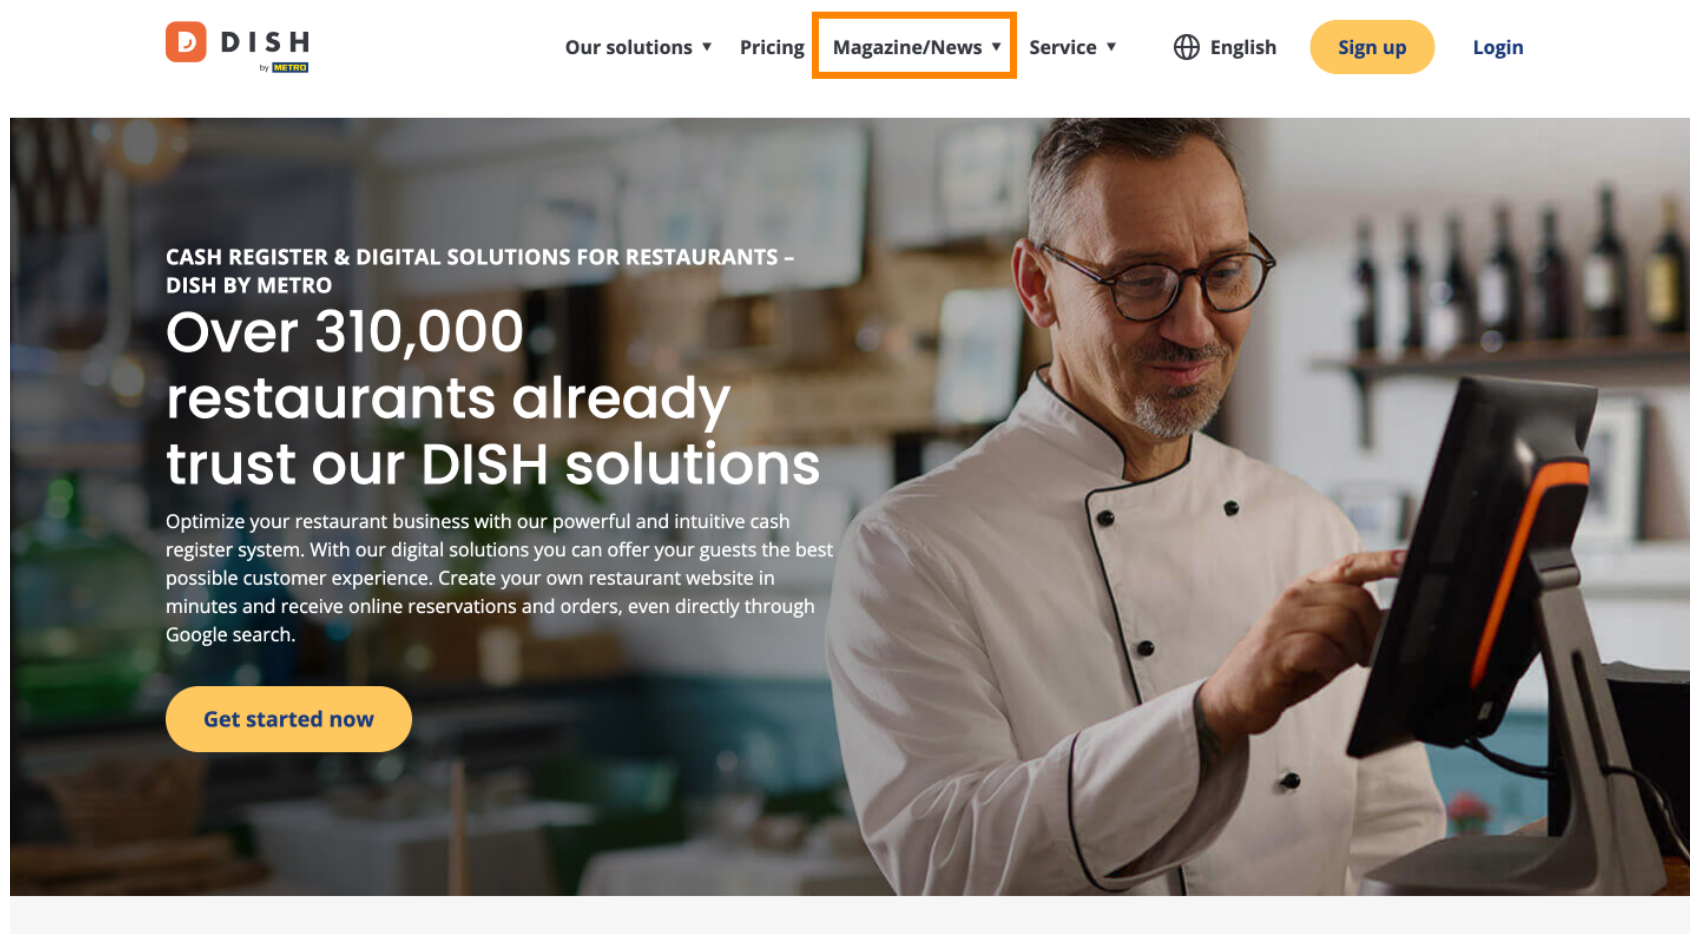 DISH
by METRO
Our solutions ▼ Pricing Magazine/News ▼ Service ▼ English Sign up Login
CASH REGISTER & DIGITAL SOLUTIONS FOR RESTAURANTS –
DISH BY METRO
Over 310,000
restaurants already
trust our DISH solutions
Optimize your restaurant business with our powerful and intuitive cash
register system. With our digital solutions you can offer your guests the best
possible customer experience. Create your own restaurant website in
minutes and receive online reservations and orders, even directly through
Google search.
Get started now